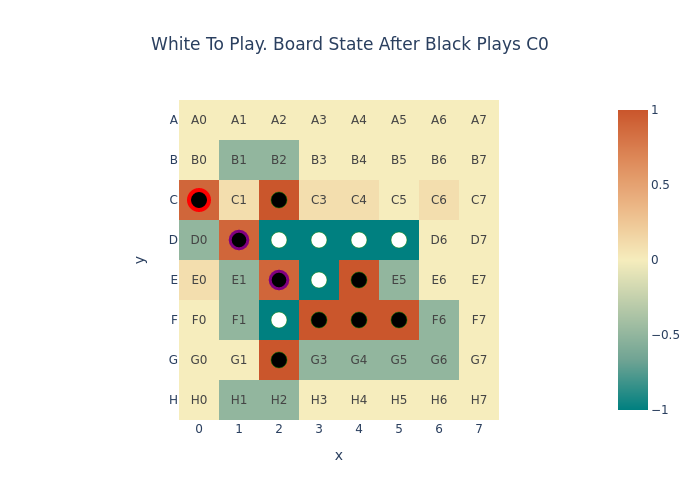 White To Play. Board State After Black Plays C0
A A0 A1 A2 A3 A4 A5 A6 A7 1
B B0 B1 B2 B3 B4 B5 B6 B7
C C1 C3 C4 C5 C6 C7 0.5
D D0 D6 D7
y 0
E E0 E1 E5 E6 E7
F F0 F1 F6 F7 −0.5
G G0 G1 G3 G4 G5 G6 G7
H H0 H1 H2 H3 H4 H5 H6 H7 −1
0 1 2 3 4 5 6 7
x